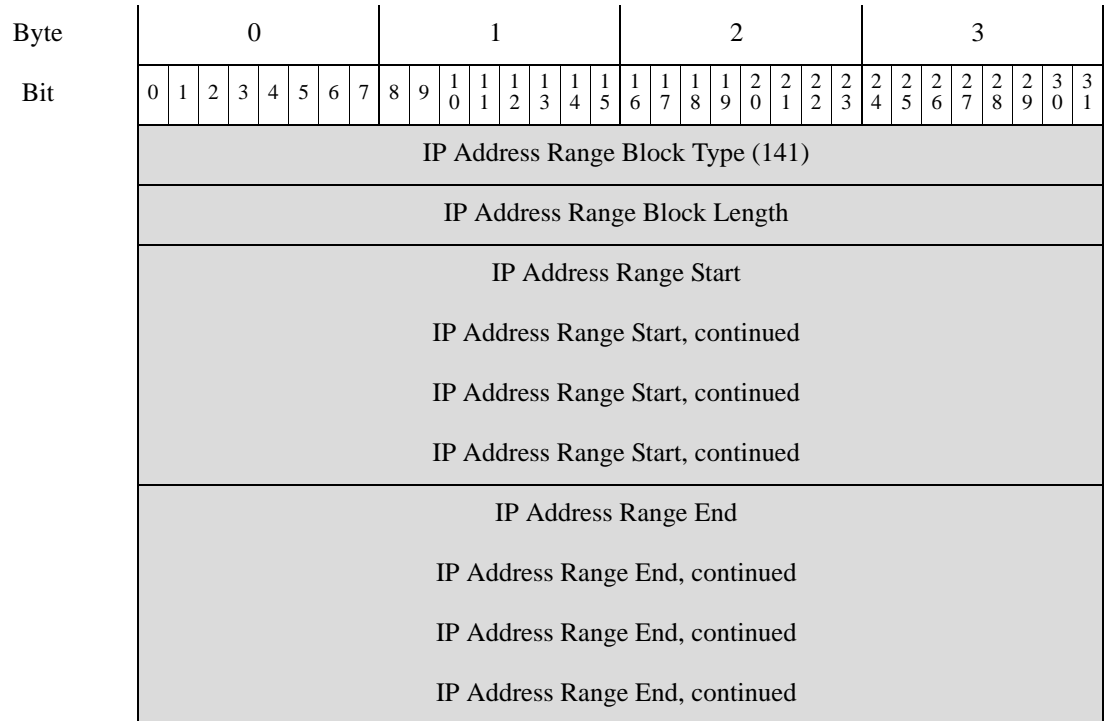 Byte 0 1 2 3
Bit 0 1 2 3 4 5 6 7 8 9 10 11 12 13 14 15 16 17 18 19 20 21 22 23 24 25 26 27 28 29 30 31
IP Address Range Block Type (141)
IP Address Range Block Length
IP Address Range Start
IP Address Range Start, continued
IP Address Range Start, continued
IP Address Range Start, continued
IP Address Range End
IP Address Range End, continued
IP Address Range End, continued
IP Address Range End, continued